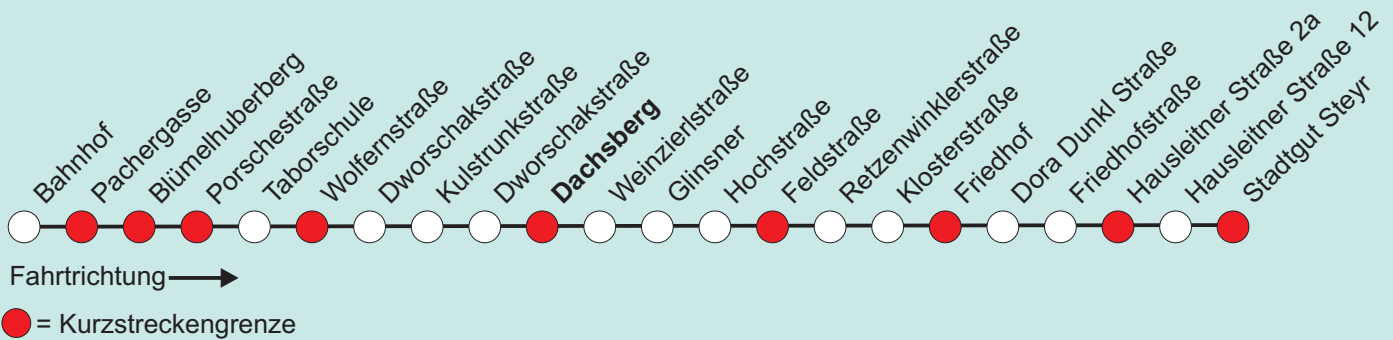 Bahnhof
Pachergasse
Blümelhuberberg
Porschestraße
Taborschule
Wolfernstraße
Dworschakstraße
Kulstrunkstraße
Dworschakstraße
Dachsberg
Weinzierlstraße
Glinsner
Hochstraße
Feldstraße
Retzenwinklerstraße
Klosterstraße
Friedhof
Dora Dunkl Straße
Friedhofstraße
Hausleitner Straße 2a
Hausleitner Straße 12
Stadtgut Steyr
Fahrtrichtung
= Kurzstreckengrenze